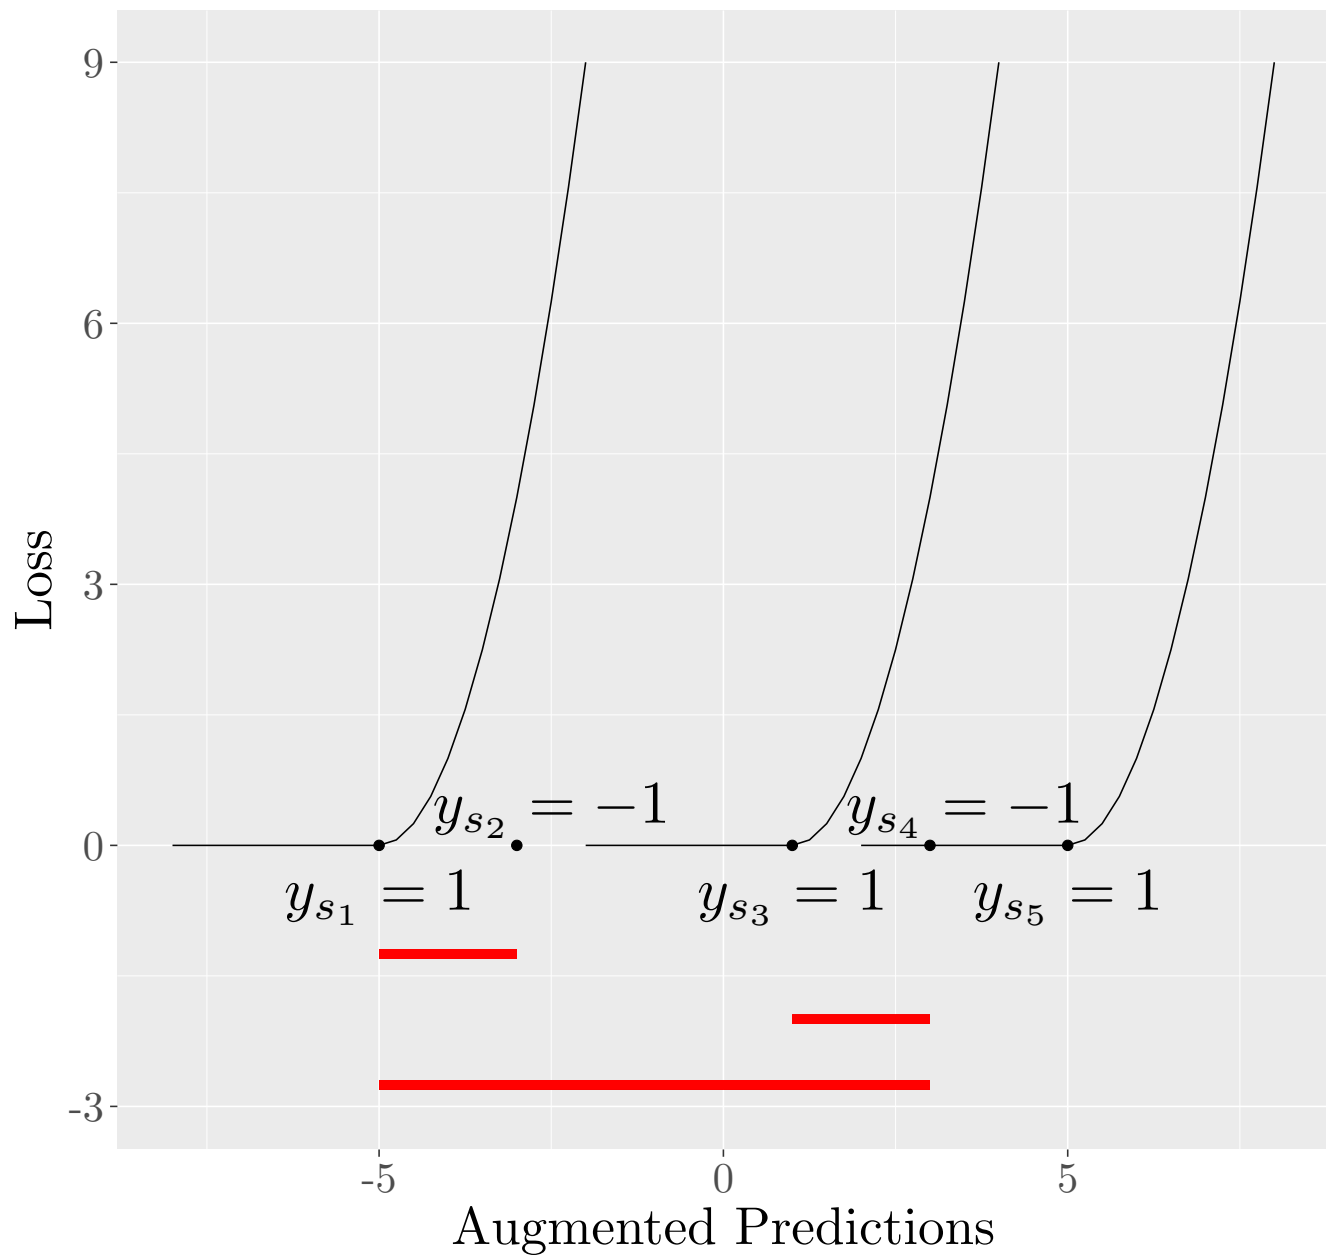 9
6
3
0
-3
Loss
y_{s_2} = −1
y_{s_4} = −1
y_{s_1} = 1
y_{s_3} = 1
y_{s_5} = 1
-5
0
5
Augmented Predictions